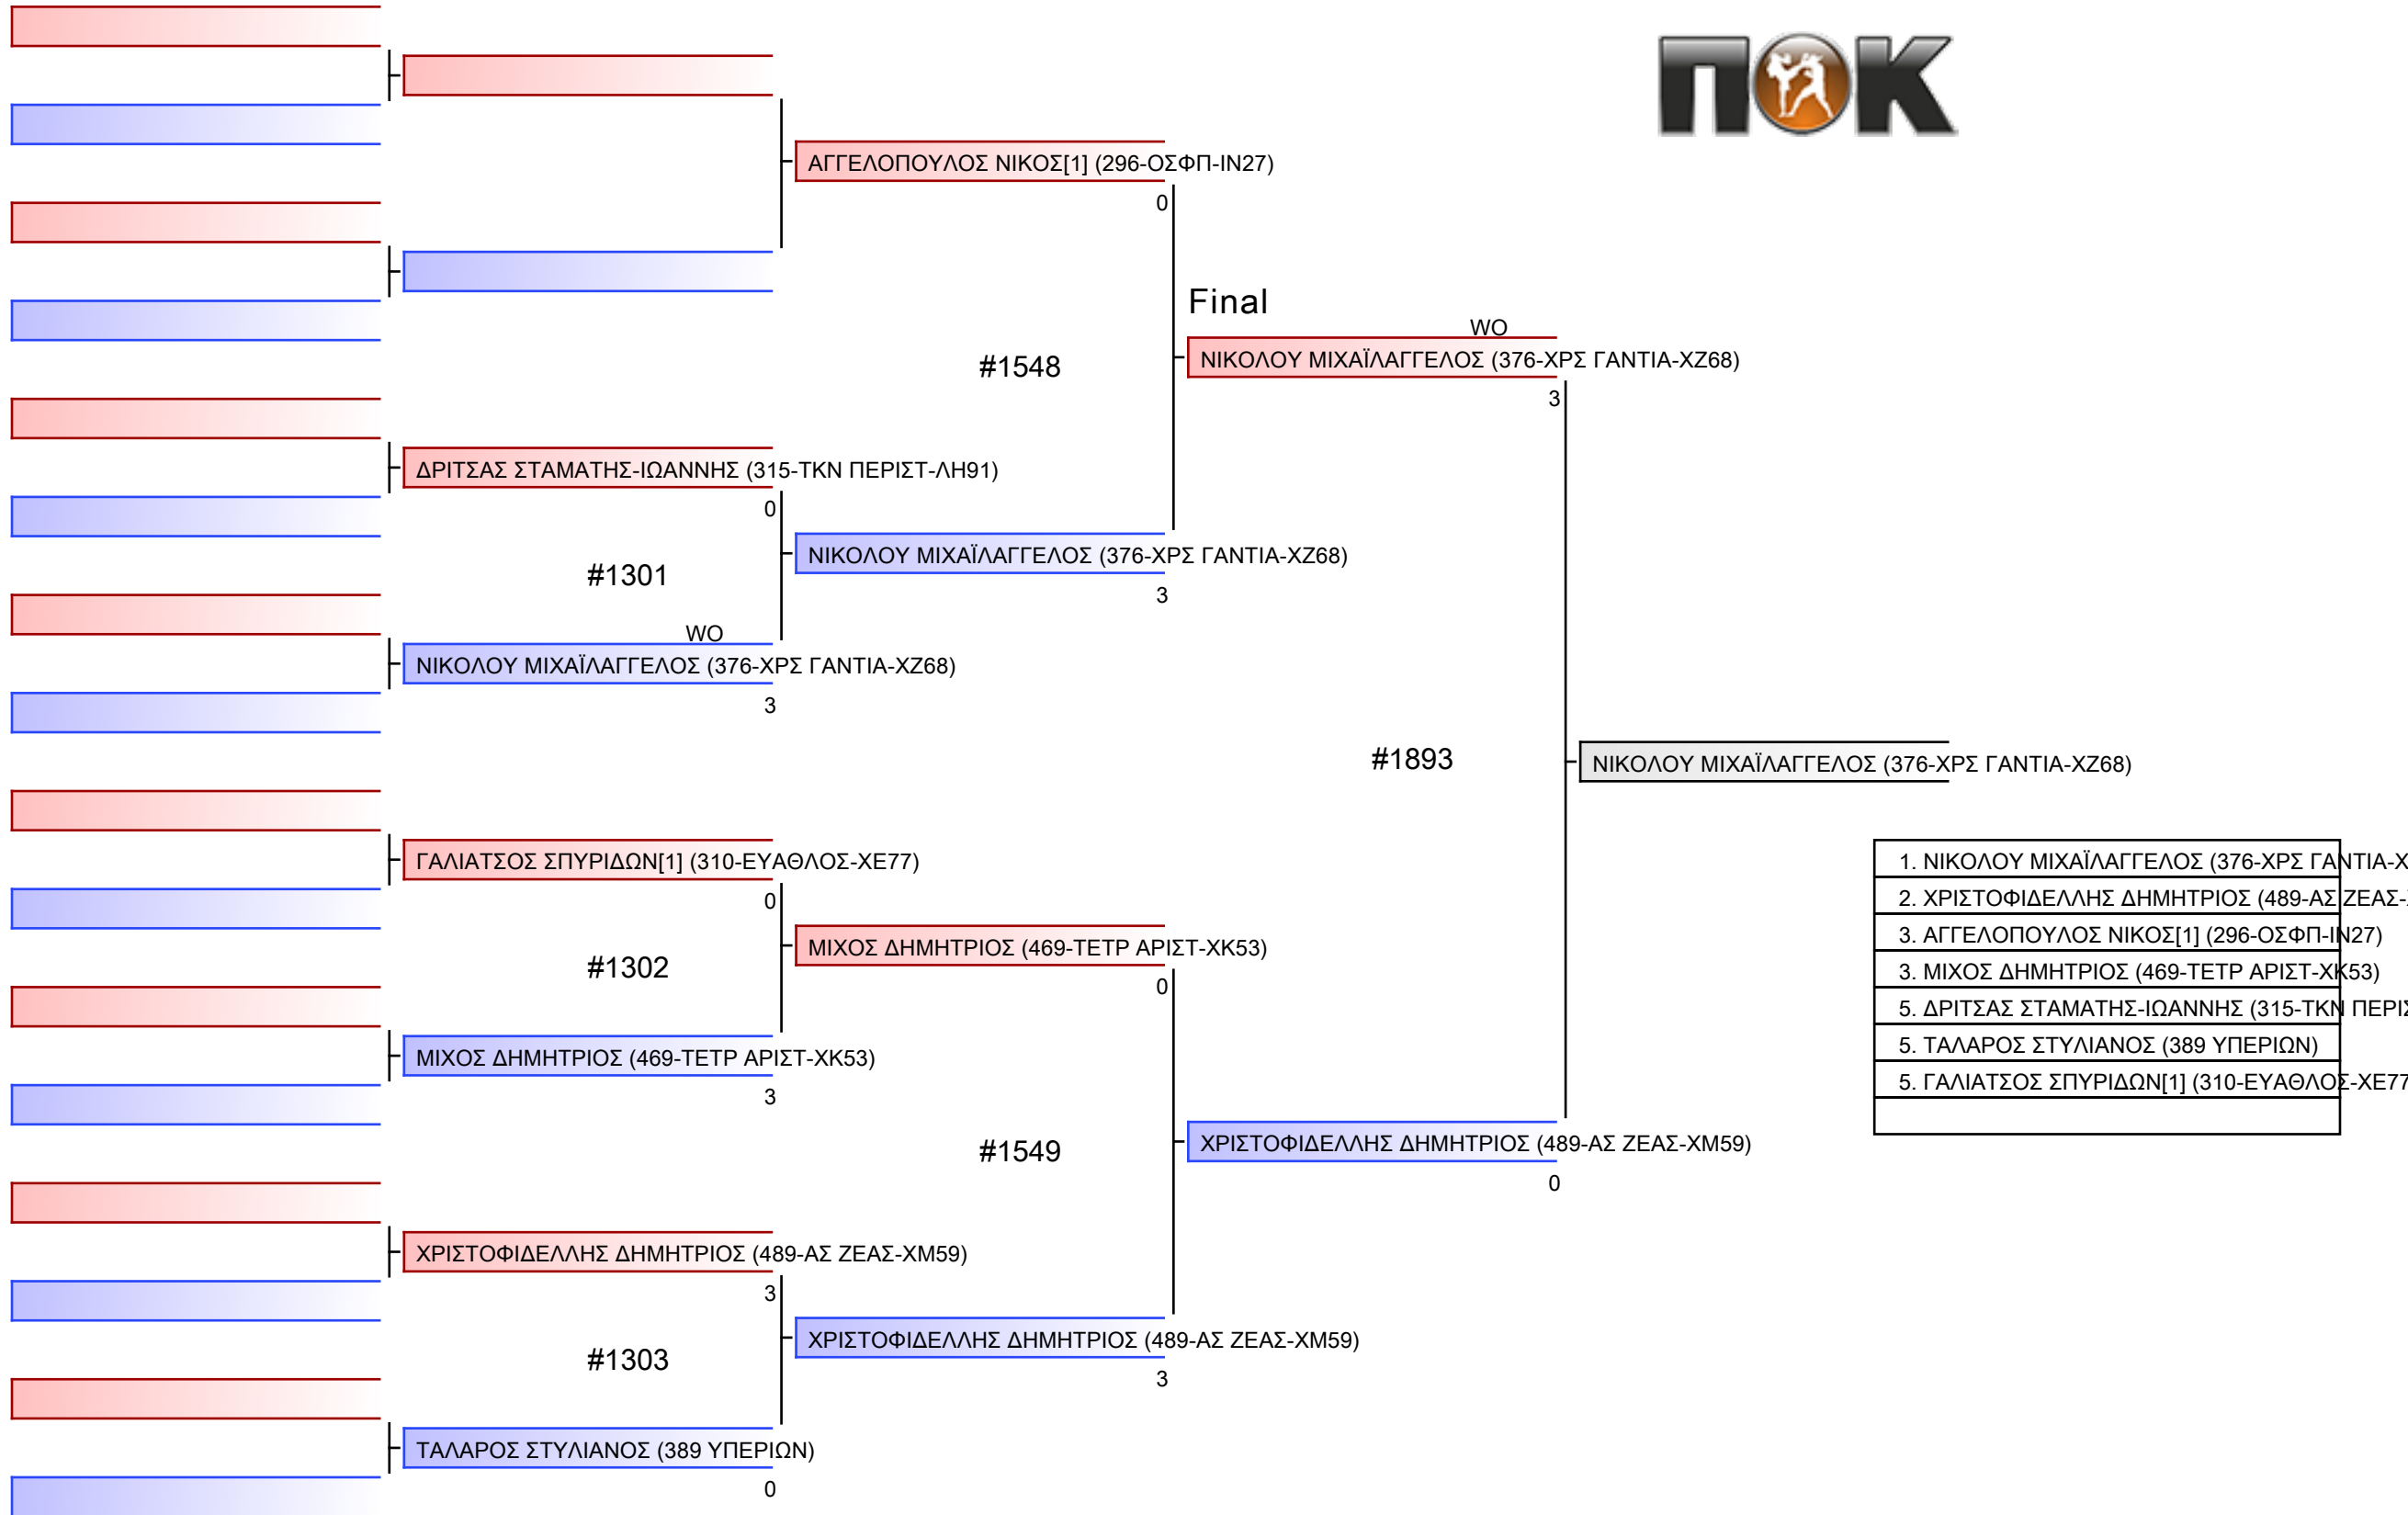 ΠΟΚ
ΑΓΓΕΛΟΠΟΥΛΟΣ ΝΙΚΟΣ[1] (296-ΟΣΦΠ-ΙΝ27)
0
Final
WO
#1548
ΝΙΚΟΛΟΥ ΜΙΧΑΪΛΑΓΓΕΛΟΣ (376-ΧΡΣ ΓΑΝΤΙΑ-ΧΖ68)
3
ΔΡΙΤΣΑΣ ΣΤΑΜΑΤΗΣ-ΙΩΑΝΝΗΣ (315-ΤΚΝ ΠΕΡΙΣΤ-ΛΗ91)
0
ΝΙΚΟΛΟΥ ΜΙΧΑΪΛΑΓΓΕΛΟΣ (376-ΧΡΣ ΓΑΝΤΙΑ-ΧΖ68)
#1301
3
WO
ΝΙΚΟΛΟΥ ΜΙΧΑΪΛΑΓΓΕΛΟΣ (376-ΧΡΣ ΓΑΝΤΙΑ-ΧΖ68)
3
#1893
ΝΙΚΟΛΟΥ ΜΙΧΑΪΛΑΓΓΕΛΟΣ (376-ΧΡΣ ΓΑΝΤΙΑ-ΧΖ68)
ΓΑΛΙΑΤΣΟΣ ΣΠΥΡΙΔΩΝ[1] (310-ΕΥΑΘΛΟΣ-ΧΕ77)
0
ΜΙΧΟΣ ΔΗΜΗΤΡΙΟΣ (469-ΤΕΤΡ ΑΡΙΣΤ-ΧΚ53)
#1302
0
ΜΙΧΟΣ ΔΗΜΗΤΡΙΟΣ (469-ΤΕΤΡ ΑΡΙΣΤ-ΧΚ53)
3
#1549
ΧΡΙΣΤΟΦΙΔΕΛΛΗΣ ΔΗΜΗΤΡΙΟΣ (489-ΑΣ ΖΕΑΣ-ΧΜ59)
0
ΧΡΙΣΤΟΦΙΔΕΛΛΗΣ ΔΗΜΗΤΡΙΟΣ (489-ΑΣ ΖΕΑΣ-ΧΜ59)
3
ΧΡΙΣΤΟΦΙΔΕΛΛΗΣ ΔΗΜΗΤΡΙΟΣ (489-ΑΣ ΖΕΑΣ-ΧΜ59)
#1303
3
ΤΑΛΑΡΟΣ ΣΤΥΛΙΑΝΟΣ (389 ΥΠΕΡΙΩΝ)
0
1. ΝΙΚΟΛΟΥ ΜΙΧΑΪΛΑΓΓΕΛΟΣ (376-ΧΡΣ ΓΑΝΤΙΑ-Χ
2. ΧΡΙΣΤΟΦΙΔΕΛΛΗΣ ΔΗΜΗΤΡΙΟΣ (489-ΑΣ ΖΕΑΣ-
3. ΑΓΓΕΛΟΠΟΥΛΟΣ ΝΙΚΟΣ[1] (296-ΟΣΦΠ-ΙΝ27)
3. ΜΙΧΟΣ ΔΗΜΗΤΡΙΟΣ (469-ΤΕΤΡ ΑΡΙΣΤ-ΧΚ53)
5. ΔΡΙΤΣΑΣ ΣΤΑΜΑΤΗΣ-ΙΩΑΝΝΗΣ (315-ΤΚΝ ΠΕΡΙΣ
5. ΤΑΛΑΡΟΣ ΣΤΥΛΙΑΝΟΣ (389 ΥΠΕΡΙΩΝ)
5. ΓΑΛΙΑΤΣΟΣ ΣΠΥΡΙΔΩΝ[1] (310-ΕΥΑΘΛΟΣ-ΧΕ77